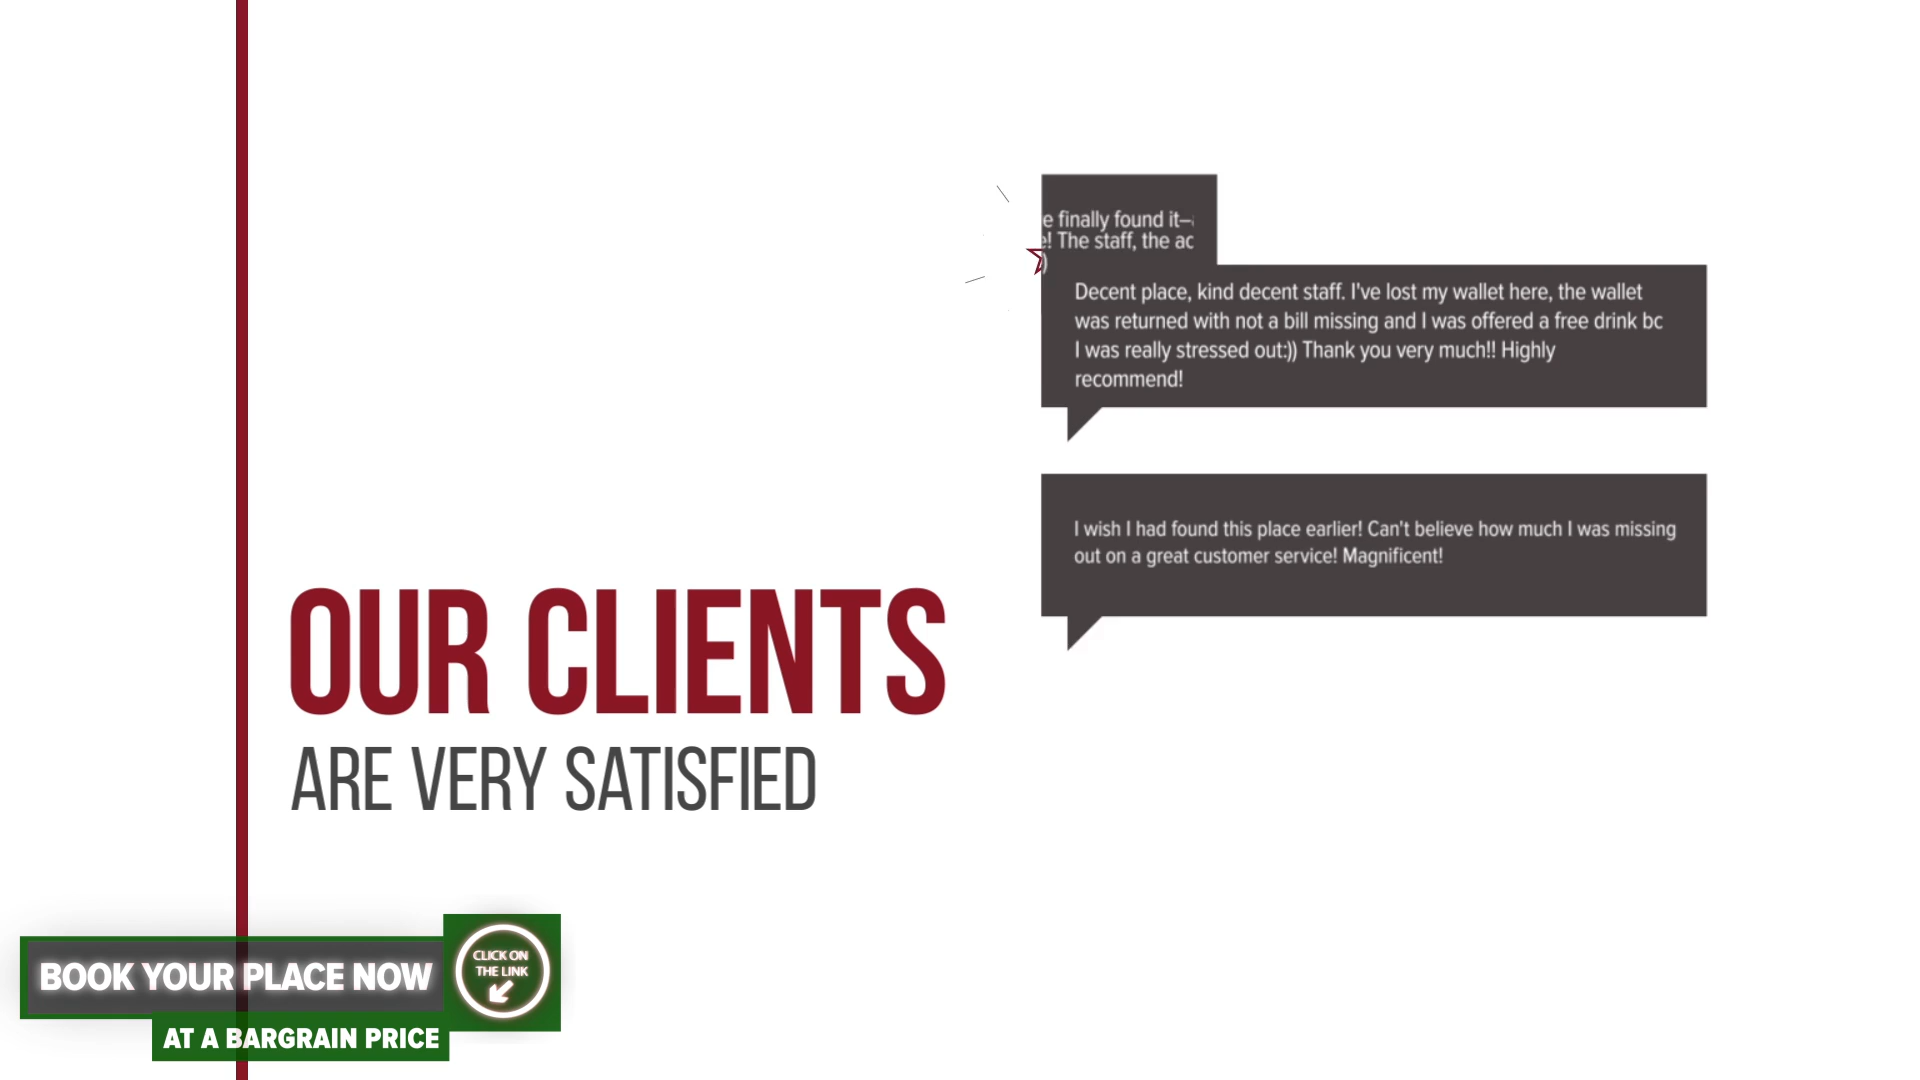 finally found it–
The staff, the
Decent place, kind decent staff. I've lost my wallet here, the wallet
was returned with not a bill missing and I was offered a free drink bc
I was really stressed out:)) Thank you very much!! Highly
recommend!
I wish I had found this place earlier! Can't believe how much I was missing
out on a great customer service! Magnificent!
OUR CLIENTS
ARE VERY SATISFIED
BOOK YOUR PLACE NOW
AT A BARGRAIN PRICE
CLICK ON
THE LINK